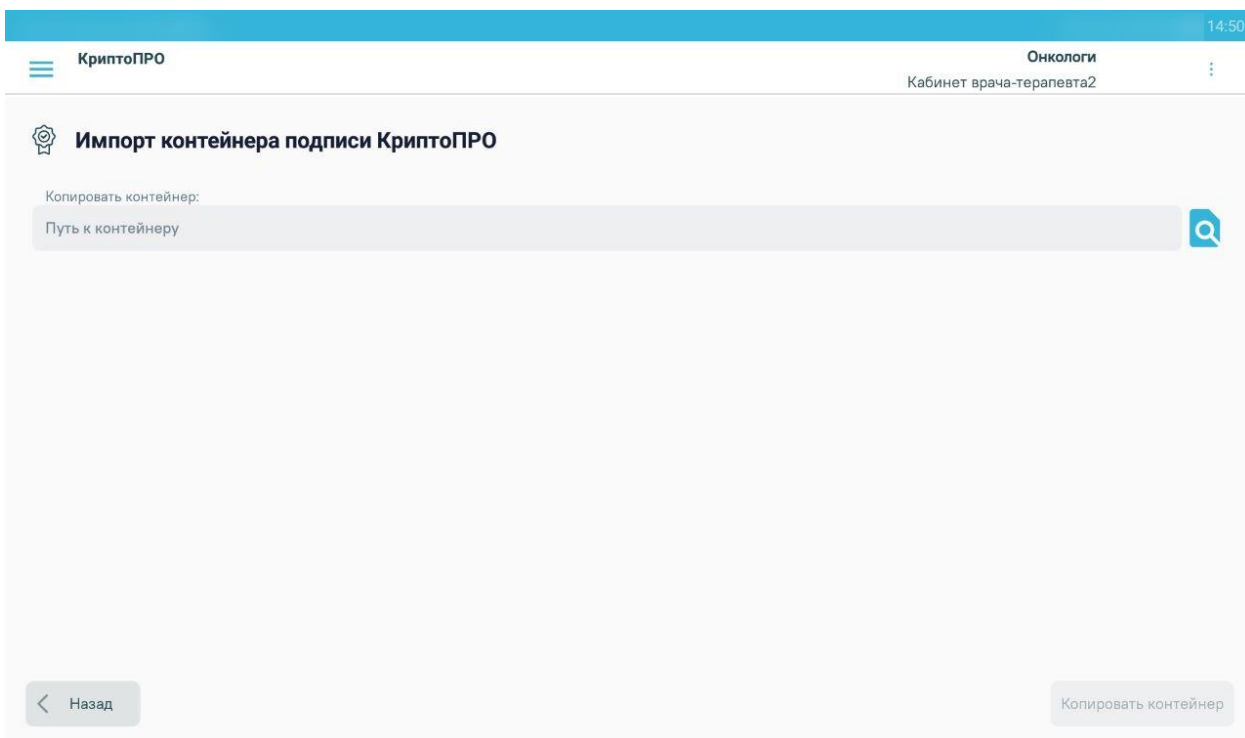 14:50
КриптоПРО
Онкологи
Кабинет врача-терапевта2
Импорт контейнера подписи КриптоПРО
Копировать контейнер:
Путь к контейнеру
Назад
Копировать контейнер